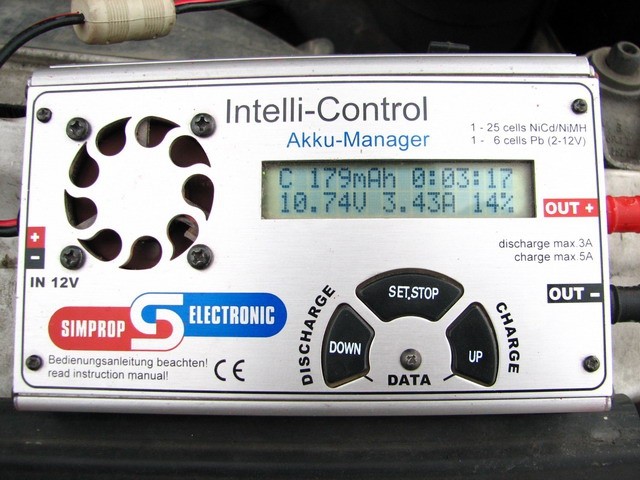 Intelli-Control
Akku-Manager
1 - 25 cells NiCd/NiMH
1 - 6 cells Pb (2-12V)
C 179mAh 0:03:17
10.74V 3.43A 14%
OUT +
discharge max.3A
charge max.5A
OUT -
+
-
IN 12V
SIMPROP S ELECTRONIC
Bedienungsanleitung beachten!
read instruction manual!
CE
DISCHARGE
SET.STOP
CHARGE
DOWN
UP
DATA